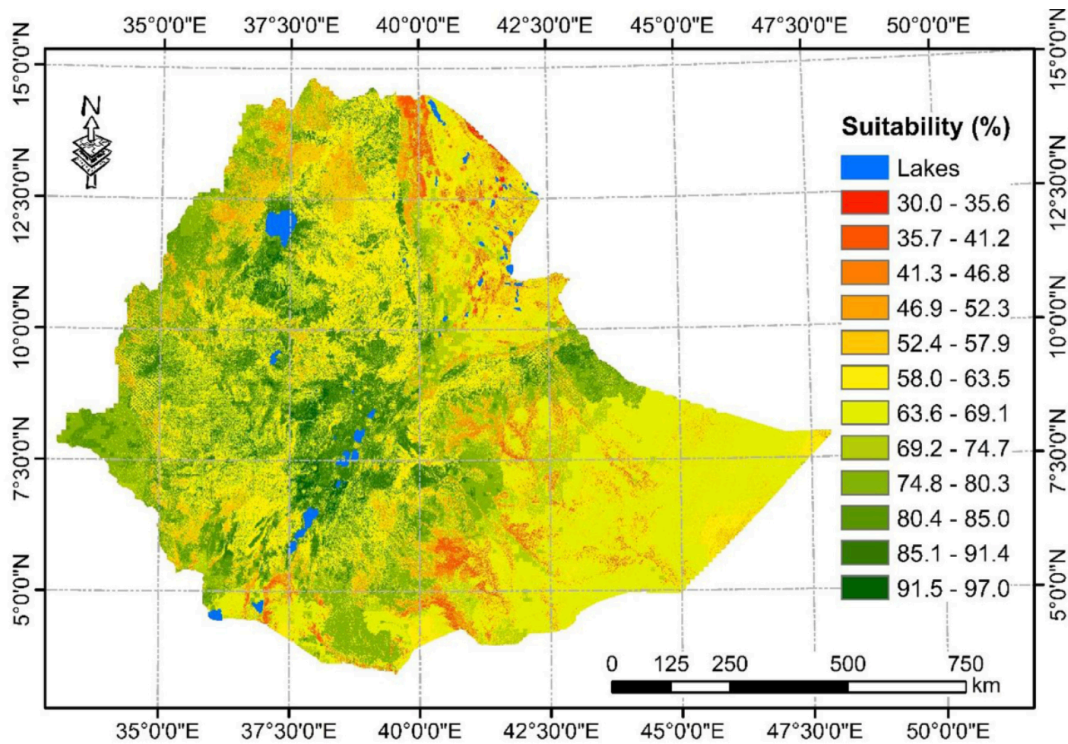 35°0'0"E 37°30'0"E 40°0'0"E 42°30'0"E 47°30'0"E 50°0'0"E
15°0'0"N
12°30'0"N
10°0'0"N
7°30'0"N
5°0'0"N
N
15°0'0"N
12°30'0"N
10°0'0"N
7°30'0"N
5°0'0"N
Suitability (%)
Lakes
30.0 - 35.6
35.7 - 41.2
41.3 - 46.8
46.9 - 52.3
52.4 - 57.9
58.0 - 63.5
63.6 - 69.1
69.2 - 74.7
74.8 - 80.3
80.4 - 85.0
85.1 - 91.4
91.5 - 97.0
0 125 250 500 750
km
35°0'0"E 37°30'0"E 40°0'0"E 42°30'0"E 45°0'0"E 47°30'0"E 50°0'0"E